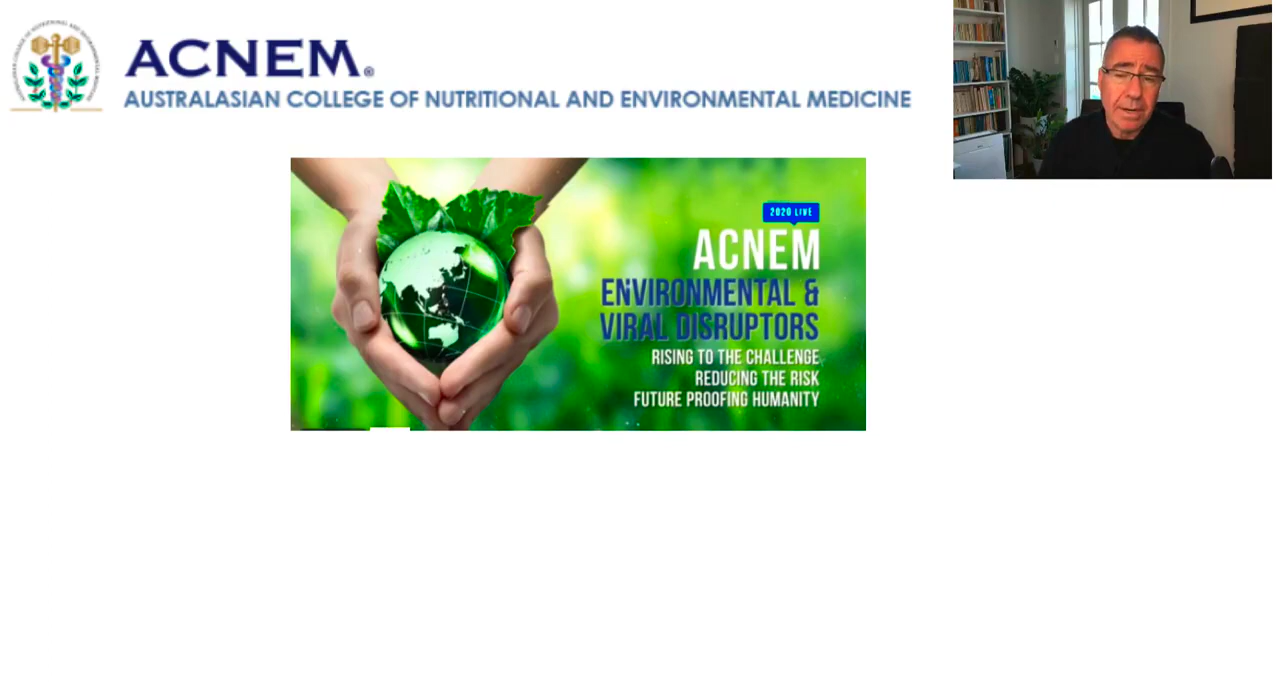 ACNEM®
AUSTRALASIAN COLLEGE OF NUTRITIONAL AND ENVIRONMENTAL MEDICINE
2020 LIVE
ACNEM
ENVIRONMENTAL &
VIRAL DISRUPTORS
RISING TO THE CHALLENGE
REDUCING THE RISK
FUTURE PROOFING HUMANITY